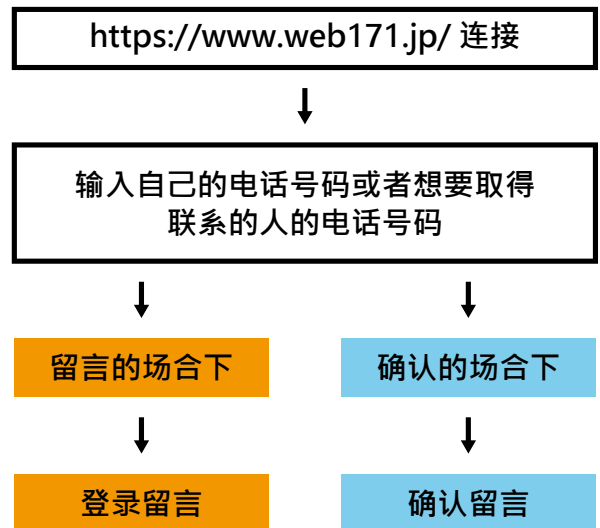 https://www.web171.jp/ 连接
输入自己的电话号码或者想要取得
联系的人的电话号码
留言的场合下
确认的场合下
登录留言
确认留言